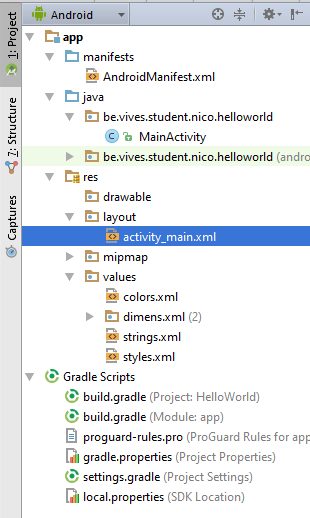 Android
app
manifests
AndroidManifest.xml
java
be.vives.student.nico.helloworld
C MainActivity
be.vives.student.nico.helloworld (andro
res
drawable
layout
activity_main.xml
mipmap
values
colors.xml
dimens.xml (2)
strings.xml
styles.xml
Gradle Scripts
build.gradle (Project: HelloWorld)
build.gradle (Module: app)
proguard-rules.pro (ProGuard Rules for app
gradle.properties (Project Properties)
settings.gradle (Project Settings)
local.properties (SDK Location)
1: Project
7: Structure
Captures